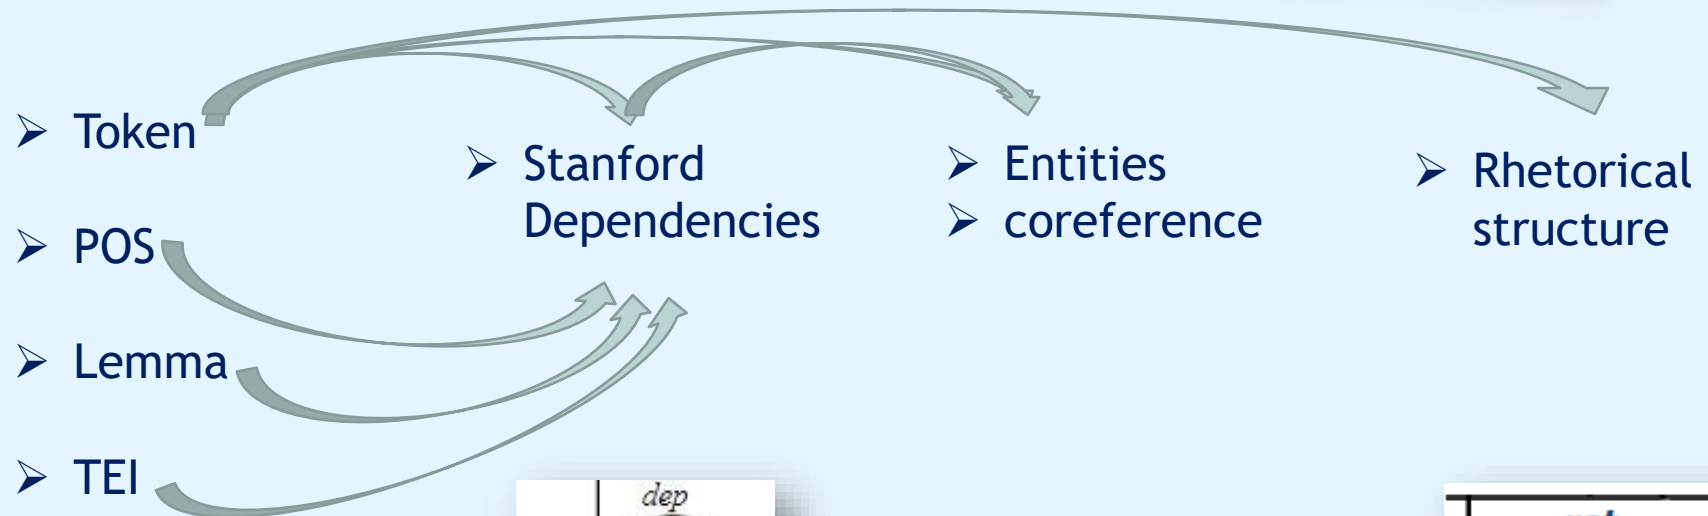 ➢ Token
➢ POS
➢ Lemma
➢ TEI
➢ Stanford
Dependencies
➢ Entities
➢ coreference
➢ Rhetorical
structure
dep